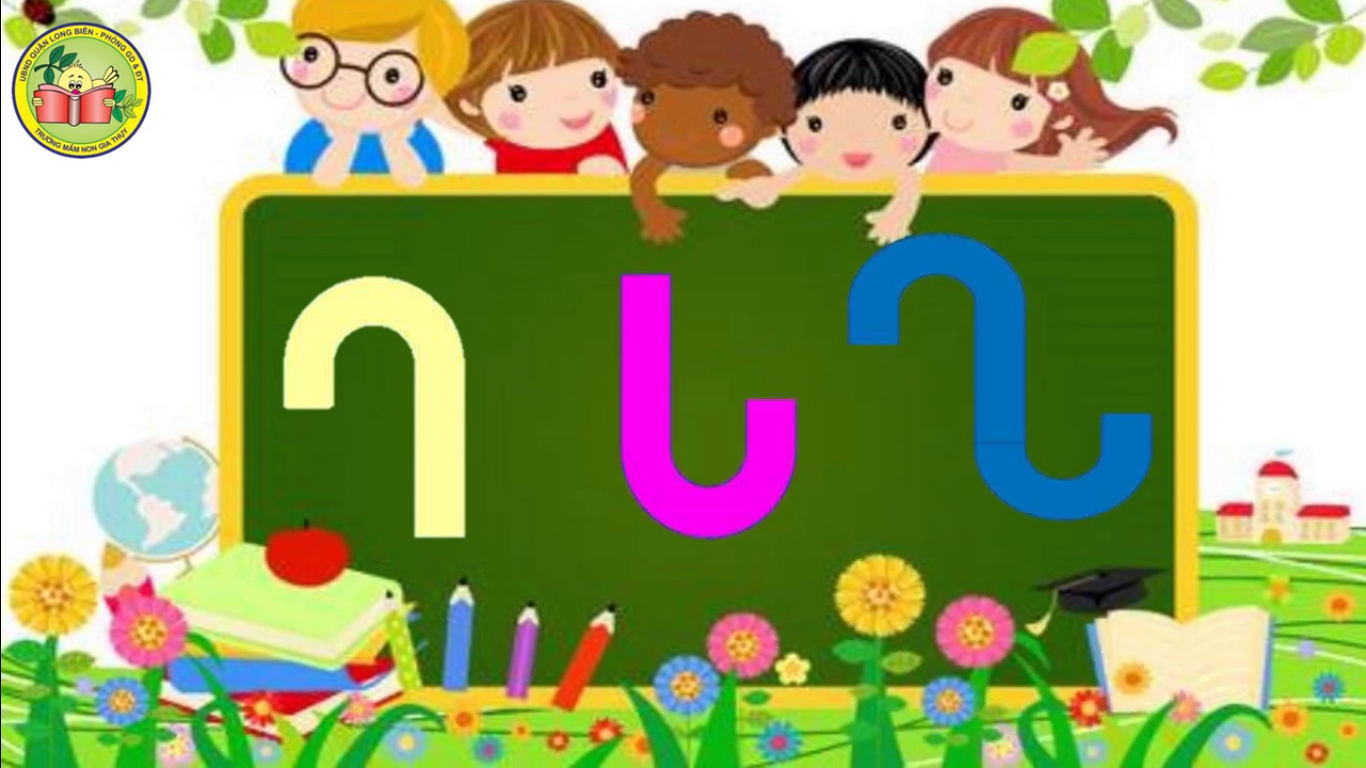 UBND QUẬN LONG BIÊN - PHÒNG GD & ĐT
TRƯỜNG MẦM NON GIA THỤY